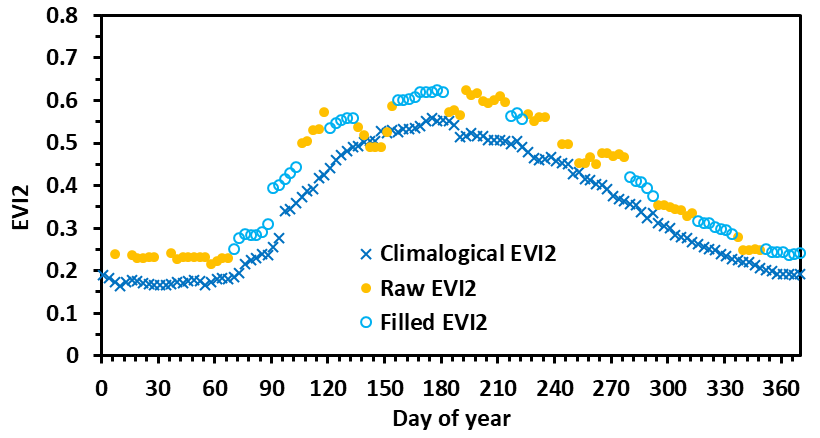 0.8
0.7
0.6
0.5
0.4
0.3
0.2
0.1
0
EVI2
Climalogical EVI2
Raw EVI2
Filled EVI2
0 30 60 90 120 150 180 210 240 270 300 330 360
Day of year